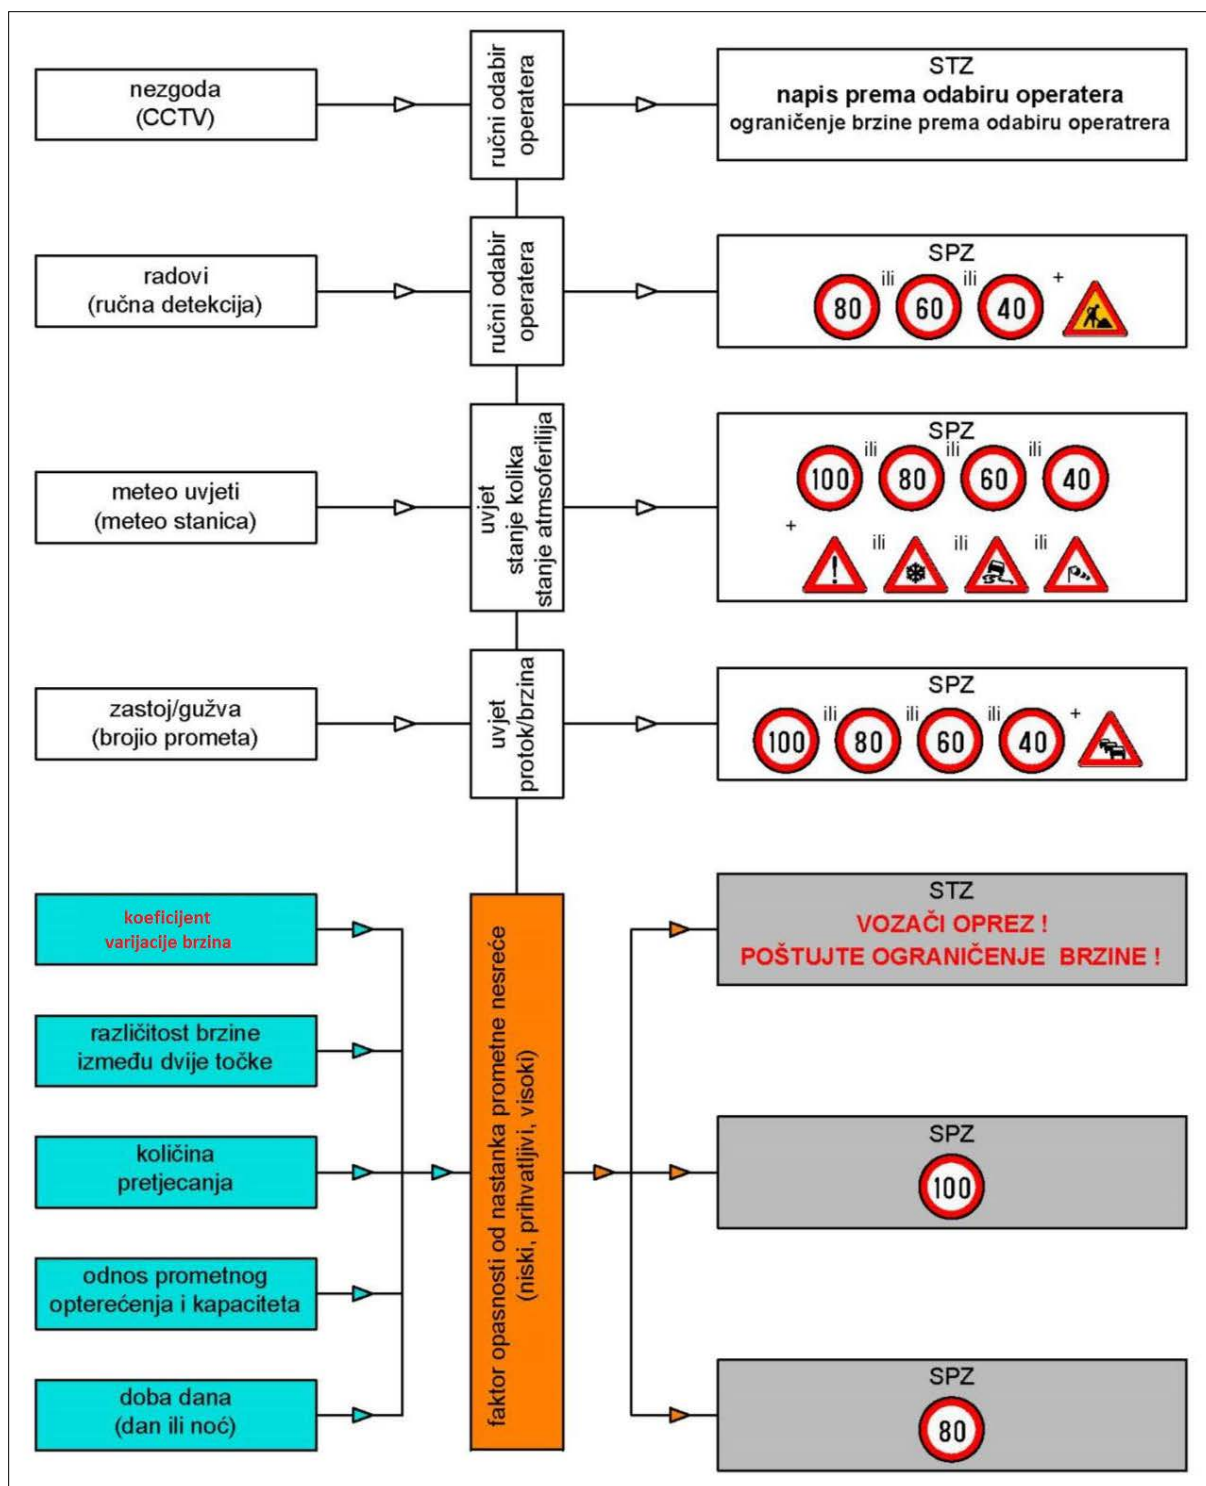 nezgoda
(CCTV)
ručni odabir
operatera
STZ
napis prema odabiru operatera
ograničenje brzine prema odabiru operatrera
radovi
(ručna detekcija)
ručni odabir
operatera
SPZ
80 ili 60 ili 40 +
meteo uvjeti
(meteo stanica)
uvjet
stanje kolika
stanje atmsoferilija
SPZ
100 ili 80 ili 60 ili 40
+ ! ili ili ili
zastoj/gužva
(brojio prometa)
uvjet
protok/brzina
SPZ
100 ili 80 ili 60 ili 40 +
koeficijent
varijacije brzina
različitost brzine
između dvije točke
količina
pretjecanja
odnos prometnog
opterećenja i kapaciteta
doba dana
(dan ili noć)
faktor opasnosti od nastanka prometne nesreće
(niski, prihvatljivi, visoki)
STZ
VOZAČI OPREZ !
POŠTUJTE OGRANIČENJE BRZINE !
SPZ
100
SPZ
80